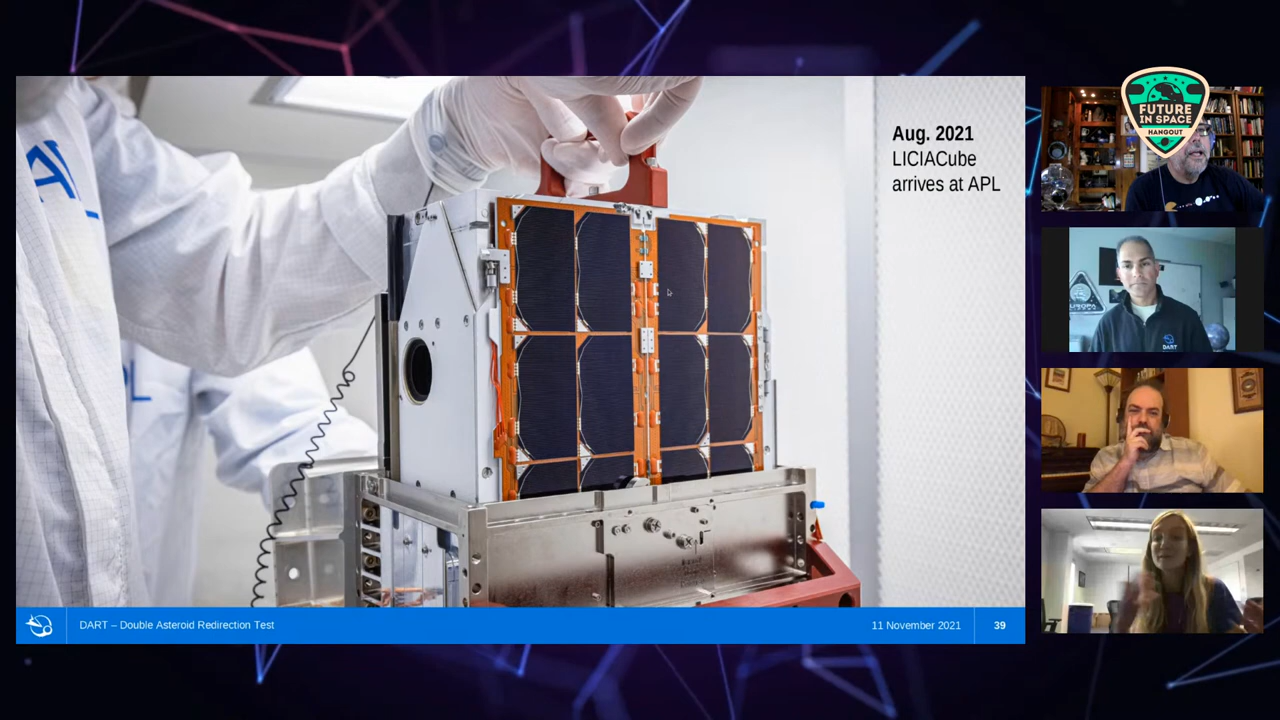 Aug. 2021
LICIACube
arrives at APL
DART – Double Asteroid Redirection Test
11 November 2021
39
FUTURE
IN SPACE
HANGOUT
DART